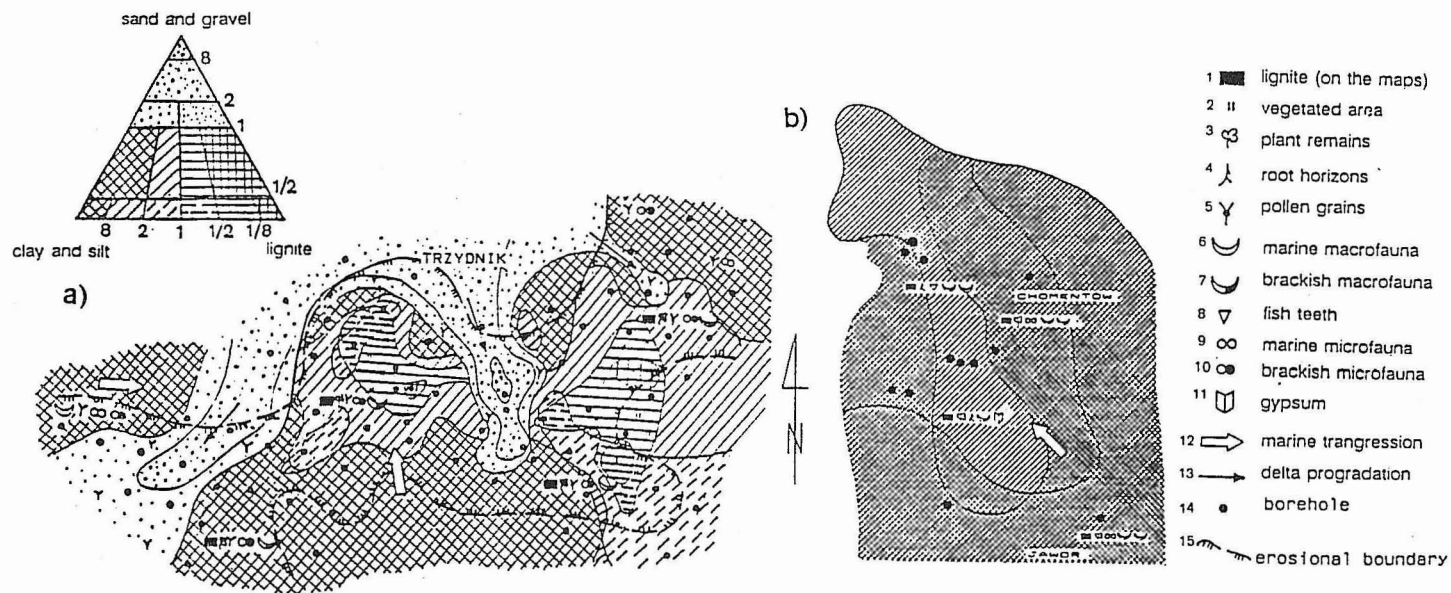 sand and gravel
8
2
1
1/2
8 2 1 1/2 1/8
clay and silt
lignite
a)
TRZYDNIK
N
b)
CHOMENTOW
JAWOR
1 lignite (on the maps)
2 vegetated area
3 plant remains
4 root horizons
5 pollen grains
6 marine macrofauna
7 brackish macrofauna
8 fish teeth
9 marine microfauna
10 brackish microfauna
11 gypsum
12 marine trangression
13 delta progradation
14 borehole
15 erosional boundary